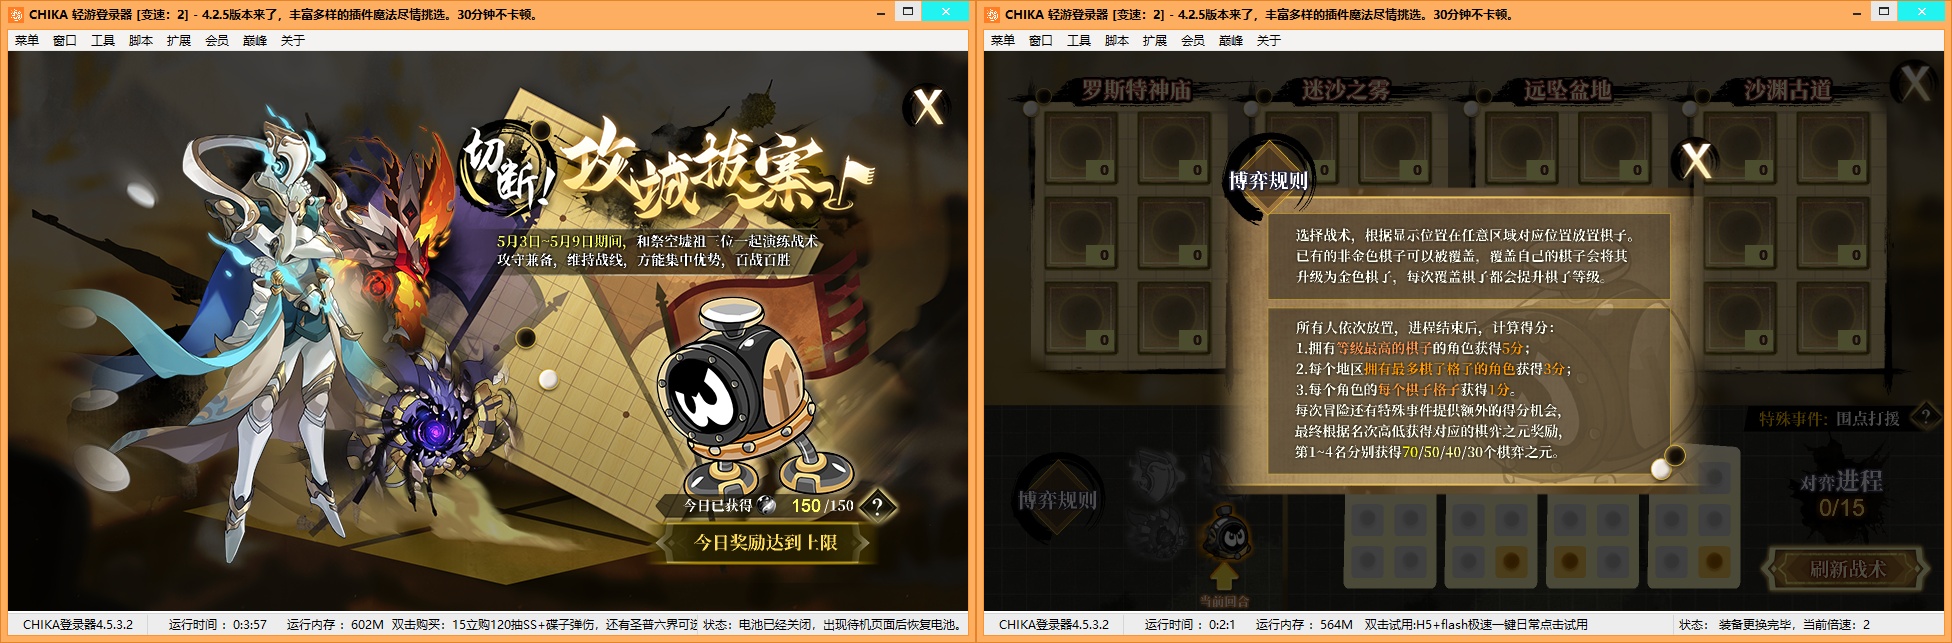 CHIKA 轻游登录器 [变速：2] - 4.2.5版本来了，丰富多样的插件魔法尽情挑选。30分钟不卡顿。
菜单 窗口 工具 脚本 扩展 会员 巅峰 关于
X
切断！
攻城拔寨
5月3日~5月9日期间，和祭空墟祖三位一起演练战术
攻守兼备，维持战线，方能集中优势，百战百胜
今日已获得 150/150 ?
今日奖励达到上限
CHIKA登录器4.5.3.2 运行时间：0:3:57 运行内存：602M 双击购买：15立购120抽SS+碟子弹伤，还有圣普六界可 状态：电池已经关闭，出现待机页面后恢复电池。
CHIKA 轻游登录器 [变速：2] - 4.2.5版本来了，丰富多样的插件魔法尽情挑选。30分钟不卡顿。
菜单 窗口 工具 脚本 扩展 会员 巅峰 关于
罗斯特神庙 迷沙之雾 远坠盆地 沙渊古道 X
0 0 0 0 0 0 0 0
X
博弈规则
0 0 0 0
0 0 0 0
选择战术，根据显示位置在任意区域对应位置放置棋子。
已有的非金色棋子可以被覆盖，覆盖自己的棋子会将其
升级为金色棋子，每次覆盖棋子都会提升棋子等级。
所有人依次放置，进程结束后，计算得分：
1.拥有等级最高的棋子的角色获得5分；
2.每个地区拥有最多棋子格子的角色获得3分；
3.每个角色的每个棋子格子获得1分。
每次冒险还有特殊事件提供额外的得分机会，
最终根据名次高低获得对应的棋弈之元奖励，
第1~4名分别获得70/50/40/30个棋弈之元。
特殊事件：围点打援 ?
博弈规则
对弈进程
0/15
刷新战术
当前回合
CHIKA登录器4.5.3.2 运行时间：0:2:1 运行内存：564M 双击试用:H5+flash极速一键日常点击试用 状态： 装备更换完毕，当前倍速：2